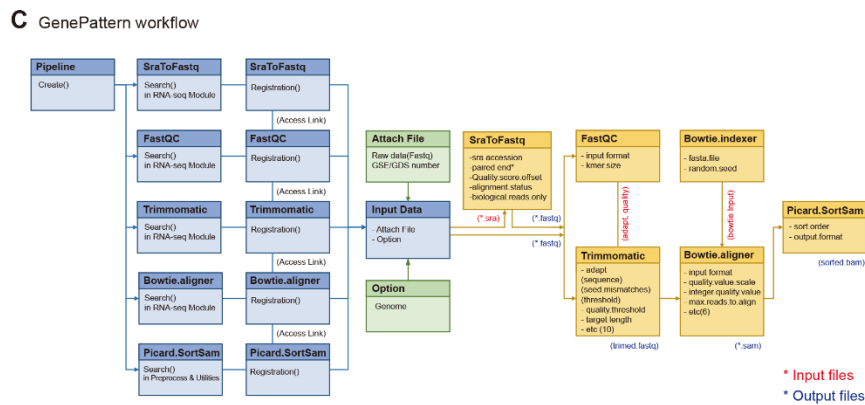 C GenePattern workflow
Pipeline
Create()
SraToFastq
Search()
in RNA-seq Module
SraToFastq
Registration()
(Access Link)
FastQC
Search()
in RNA-seq Module
FastQC
Registration()
(Access Link)
Trimmomatic
Search()
in RNA-seq Module
Trimmomatic
Registration()
(Access Link)
Bowtie.aligner
Search()
in RNA-seq Module
Bowtie.aligner
Registration()
(Access Link)
Picard.SortSam
Search()
in Preprocess & Utilities
Picard.SortSam
Registration()
Attach File
Raw data(Fastq)
GSE/GDS number
Input Data
- Attach File
- Option
Option
Genome
SraToFastq
-sra accession
-paired end*
-Quality.score.offset
-alignment.status
-biological reads only
(*.sra)
(*.fastq)
(*.fastq)
FastQC
- input format
- kmer.size
(adapt, quality)
Trimmomatic
- adapt
(sequence)
(seed.mismatches)
(threshold)
- quality.threshold
- target length
- etc (10)
(trimed.fastq)
Bowtie.indexer
- fasta.file
- random.seed
(bowtie input)
Bowtie.aligner
- input format
- quality.value.scale
- integer.quality.value
- max.reads.to.align
- etc(6)
(*.sam)
Picard.SortSam
- sort.order
- output.format
(sorted.bam)
* Input files
* Output files